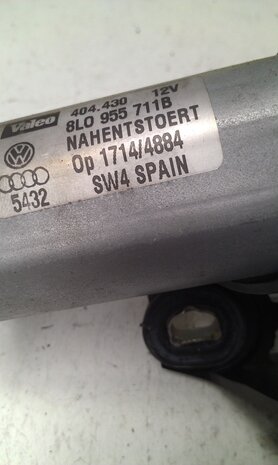 Valeo 404.430 12V
8L0 955 711B
NAHENTSTOERT
Op 1714/4884
5432 SW4 SPAIN